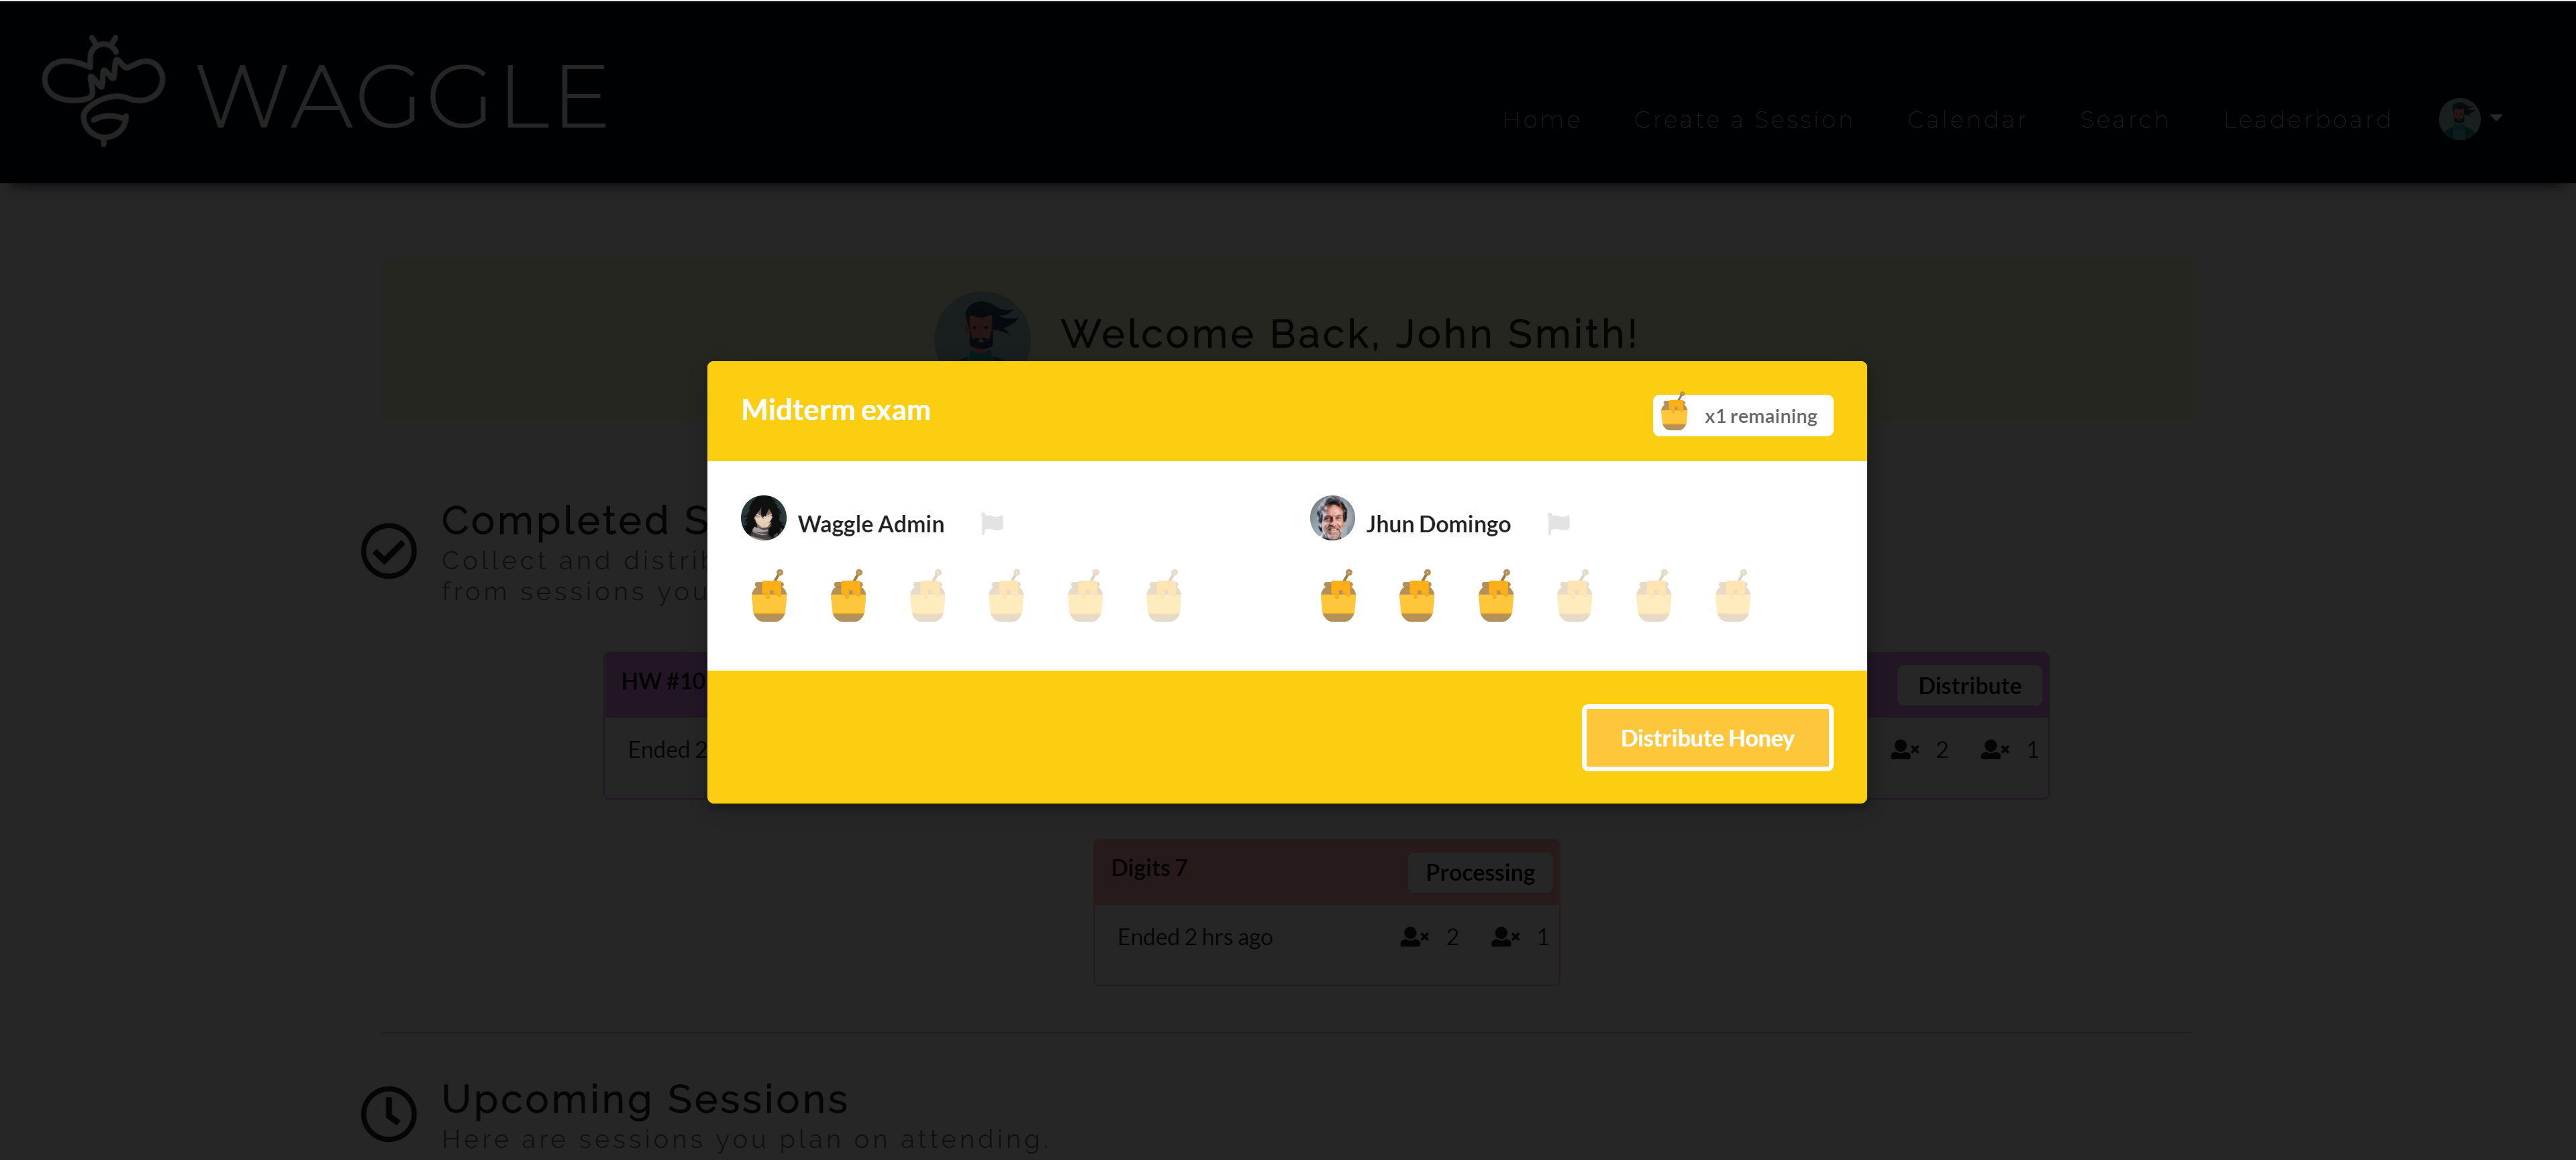 WAGGLE
Home Create a Session Calendar Search Leaderboard
Welcome Back, John Smith!
Midterm exam
x1 remaining
Waggle Admin
Jhun Domingo
Distribute Honey
Completed S
Collect and distrib
from sessions you
HW #10
Distribute
Ended 2
2 1
Digits 7
Processing
Ended 2 hrs ago
2 1
Upcoming Sessions
Here are sessions you plan on attending.